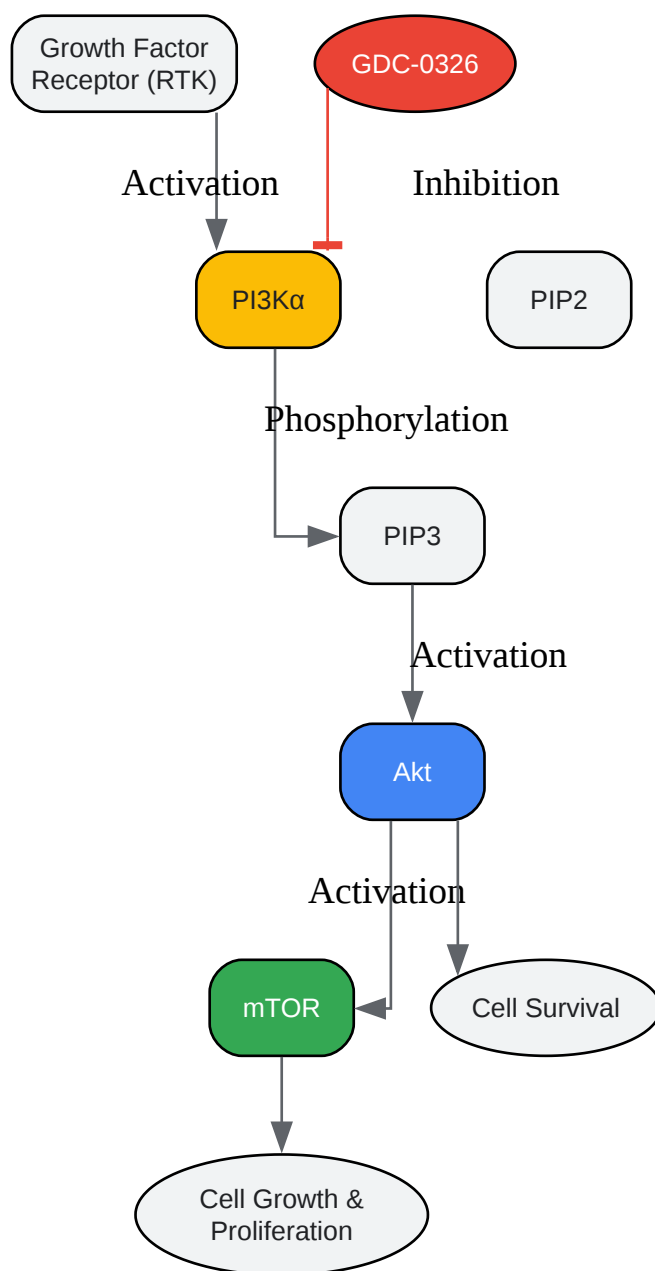 Growth Factor
Receptor (RTK)
GDC-0326
Activation
Inhibition
PI3Kα
PIP2
Phosphorylation
PIP3
Activation
Akt
Activation
mTOR
Cell Survival
Cell Growth &
Proliferation